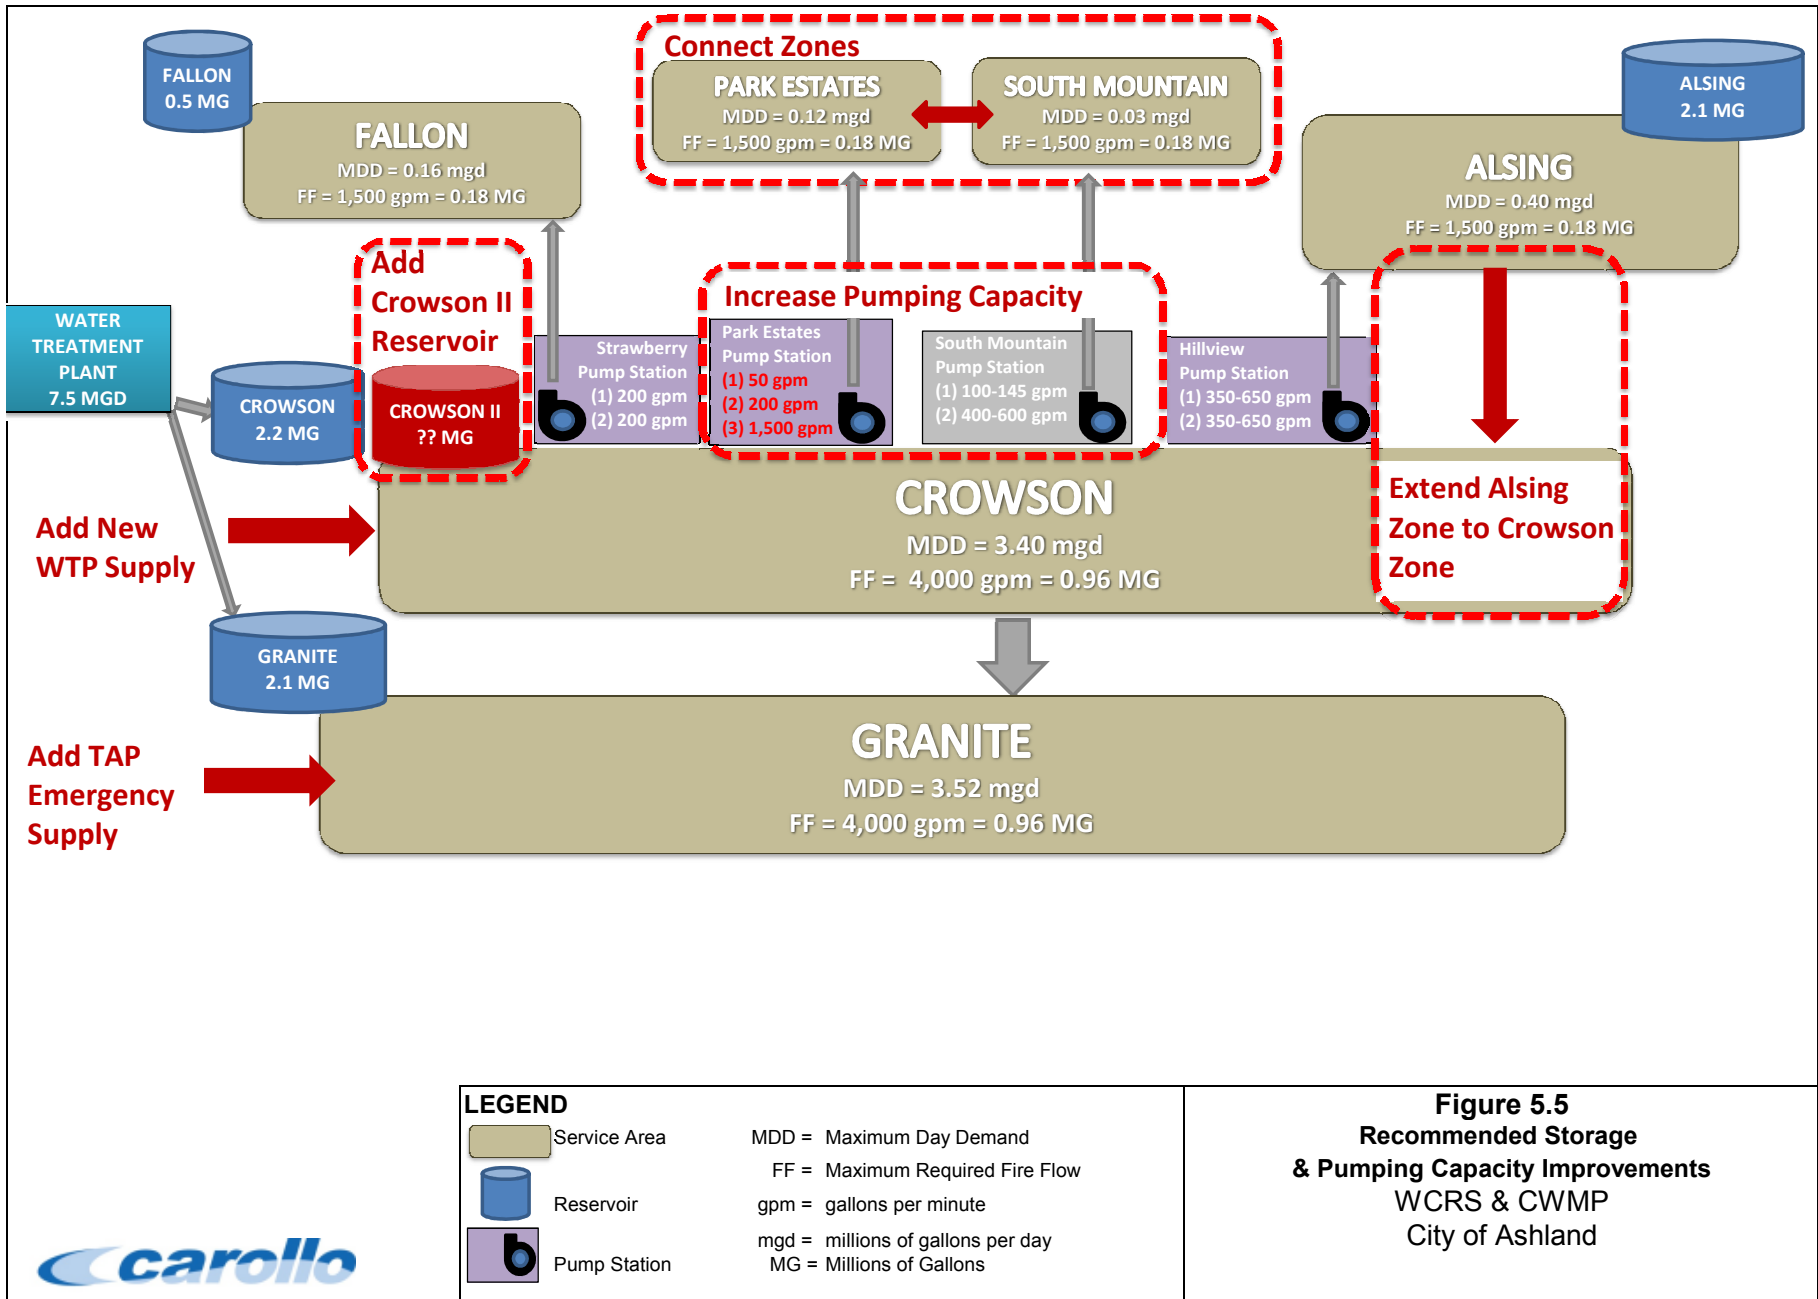 FALLON
0.5 MG
FALLON
MDD = 0.16 mgd
FF = 1,500 gpm = 0.18 MG
Connect Zones
PARK ESTATES
MDD = 0.12 mgd
FF = 1,500 gpm = 0.18 MG
SOUTH MOUNTAIN
MDD = 0.03 mgd
FF = 1,500 gpm = 0.18 MG
ALSING
2.1 MG
ALSING
MDD = 0.40 mgd
FF = 1,500 gpm = 0.18 MG
WATER
TREATMENT
PLANT
7.5 MGD
CROWSON
2.2 MG
Add
Crowson II
Reservoir
CROWSON II
?? MG
Strawberry
Pump Station
(1) 200 gpm
(2) 200 gpm
Increase Pumping Capacity
Park Estates
Pump Station
(1) 50 gpm
(2) 200 gpm
(3) 1,500 gpm
South Mountain
Pump Station
(1) 100-145 gpm
(2) 400-600 gpm
Hillview
Pump Station
(1) 350-650 gpm
(2) 350-650 gpm
Extend Alsing
Zone to Crowson
Zone
Add New
WTP Supply
CROWSON
MDD = 3.40 mgd
FF = 4,000 gpm = 0.96 MG
GRANITE
2.1 MG
Add TAP
Emergency
Supply
GRANITE
MDD = 3.52 mgd
FF = 4,000 gpm = 0.96 MG
LEGEND
Service Area
Reservoir
Pump Station
MDD = Maximum Day Demand
FF = Maximum Required Fire Flow
gpm = gallons per minute
mgd = millions of gallons per day
MG = Millions of Gallons
Figure 5.5
Recommended Storage
& Pumping Capacity Improvements
WCRS & CWMP
City of Ashland
carollo